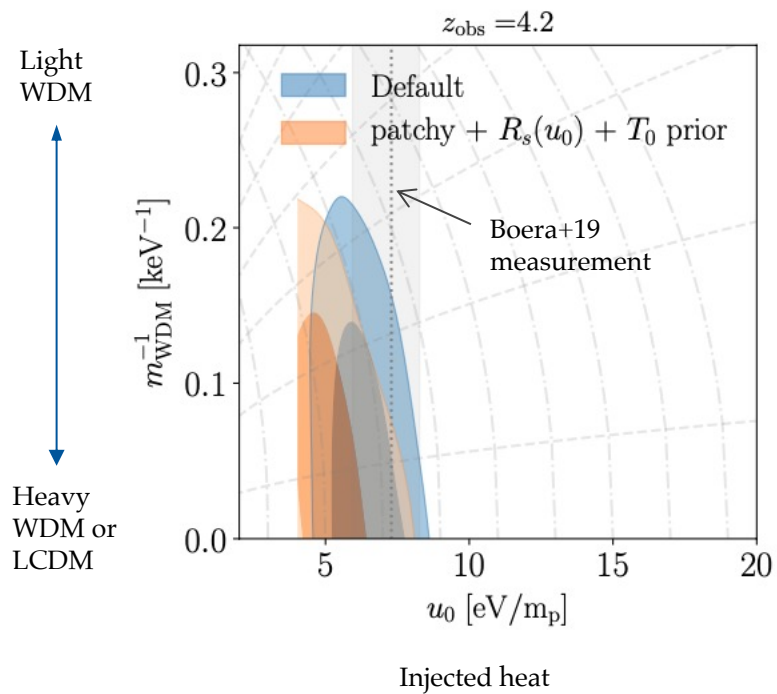 z_obs =4.2
Light
WDM
0.3
Default
patchy + R_s(u_0) + T_0 prior
0.2
Boera+19
measurement
m_WDM^-1 [keV^-1]
0.1
Heavy
WDM or
LCDM
0.0
5 10 15 20
u_0 [eV/m_p]
Injected heat